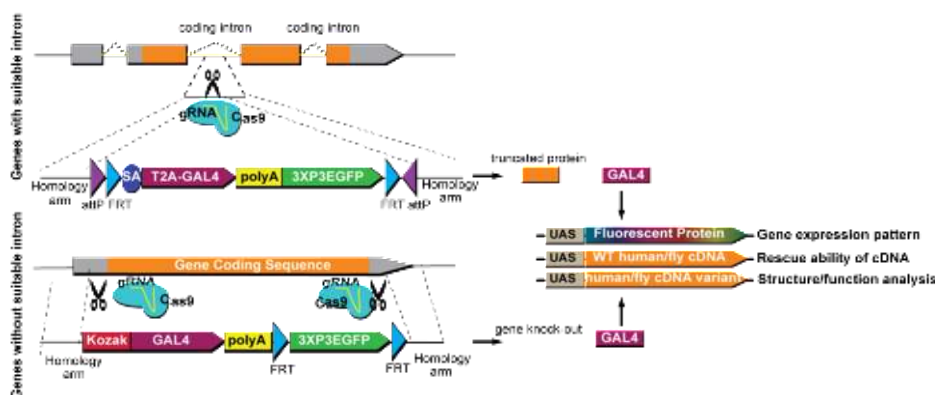 Genes with suitable intron
coding intron
coding intron
gRNA
Cas9
SA
T2A-GAL4
polyA
3XP3EGFP
Homology
arm
attP
FRT
FRT
attP
Homology
arm
truncated protein
GAL4
UAS
Fluorescent Protein
Gene expression pattern
UAS
WT human/fly cDNA
Rescue ability of cDNA
UAS
human/fly cDNA variant
Structure/function analysis
Genes without suitable intron
Gene Coding Sequence
gRNA
Cas9
gRNA
Cas9
Kozak
GAL4
polyA
3XP3EGFP
Homology
arm
FRT
FRT
Homology
arm
gene knock-out
GAL4